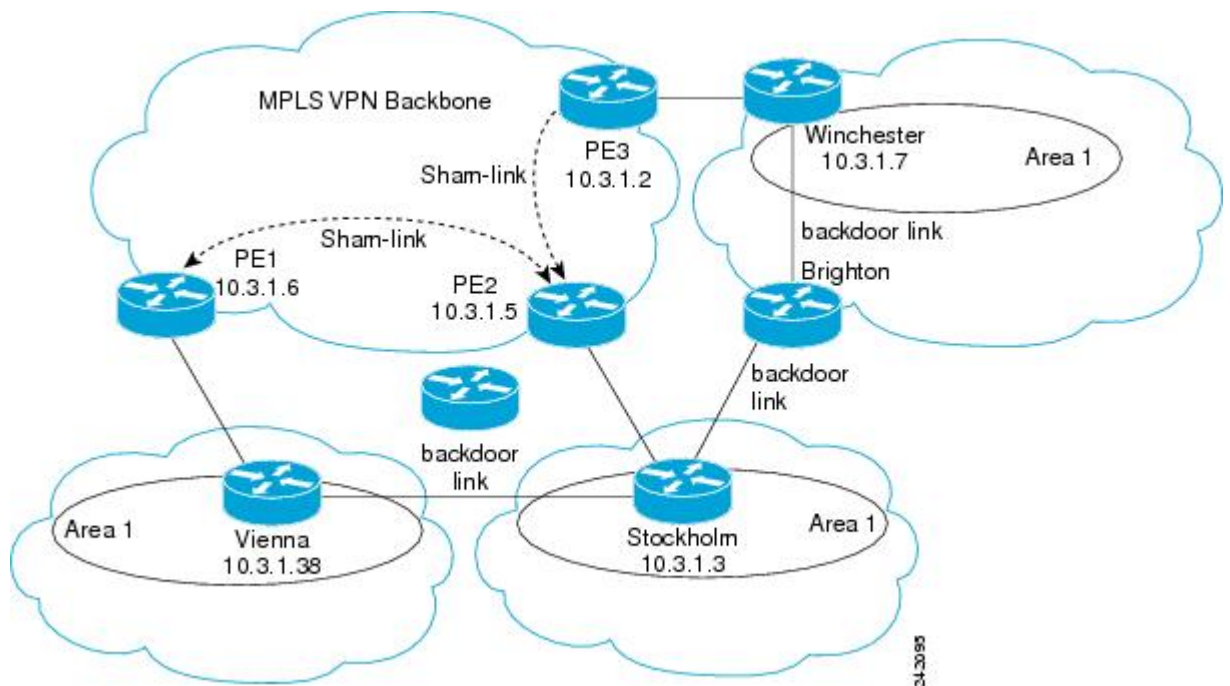 MPLS VPN Backbone
PE3
10.3.1.2
Winchester
10.3.1.7
Area 1
Sham-link
Sham-link
backdoor link
PE1
10.3.1.6
PE2
10.3.1.5
Brighton
backdoor
link
backdoor
link
Area 1
Vienna
10.3.1.38
Stockholm
10.3.1.3
Area 1
243095